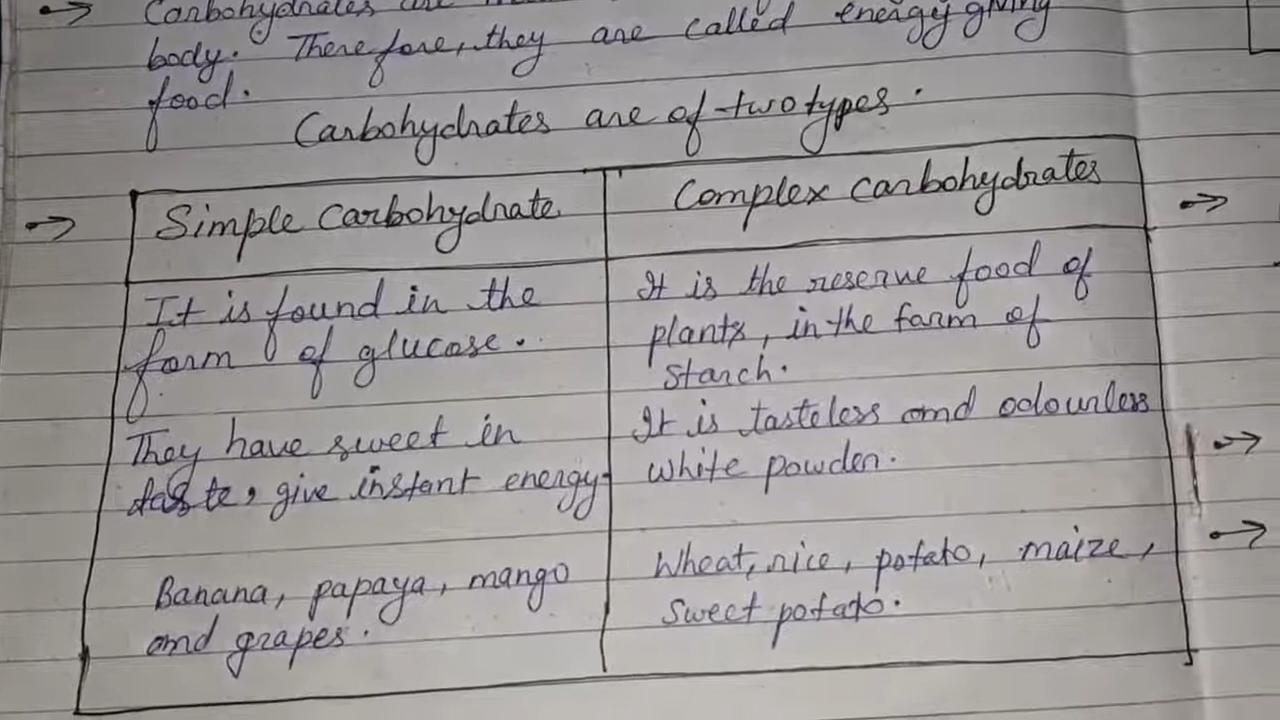 Carbohydrates are
body. Therefore, they are called energy giving
food.
Carbohydrates are of two types.
Simple Carbohydrate
Complex Carbohydrates
It is found in the
form of glucose.
They have sweet in
taste, give instant energy
Banana, papaya, mango
and grapes.
It is the reserve food of
plants, in the form of
starch.
It is tasteless and odourless
white powder.
Wheat, rice, potato, maize,
sweet potato.